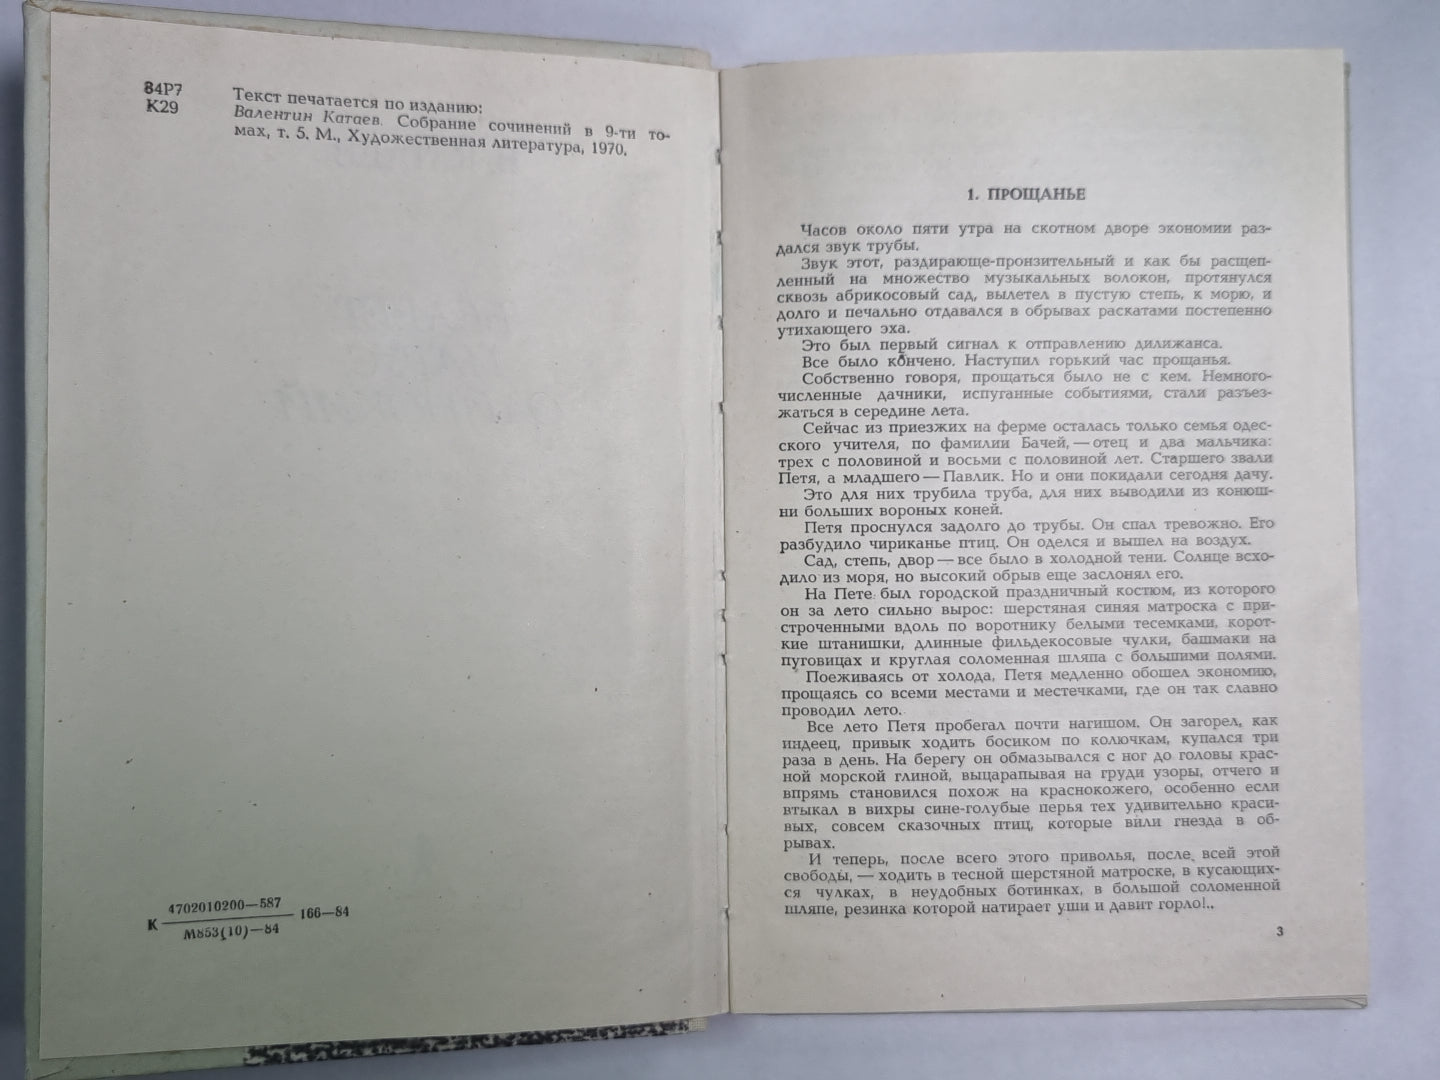 84Р7
К29
Текст печатается по изданию:
Валентин Катаев. Собрание сочинений в 9-ти то-
мах, т. 5. М., Художественная литература, 1970.
К 4702010200—587 166—84
М853(10)—84
1. ПРОЩАНЬЕ
Часов около пяти утра на скотном дворе экономии раз-
дался звук трубы.
Звук этот, раздирающе-пронзительный и как бы расщеп-
ленный на множество музыкальных волокон, протянулся
сквозь абрикосовый сад, вылетел в пустую степь, к морю, и
долго и печально отдавался в обрывах раскатами постепенно
утихающего эха.
Это был первый сигнал к отправлению дилижанса.
Все было кончено. Наступил горький час прощанья.
Собственно говоря, прощаться было не с кем. Немного-
численные дачники, испуганные событиями, стали разъез-
жаться в середине лета.
Сейчас из приезжих на ферме осталась только семья одес-
ского учителя, по фамилии Бачей, — отец и два мальчика:
трех с половиной и восьми с половиной лет. Старшего звали
Петя, а младшего — Павлик. Но и они покидали сегодня дачу.
Это для них трубила труба, для них выводили из конюш-
ни больших вороных коней.
Петя проснулся задолго до трубы. Он спал тревожно. Его
разбудило чириканье птиц. Он оделся и вышел на воздух.
Сад, степь, двор — все было в холодной тени. Солнце всхо-
дило из моря, но высокий обрыв еще заслонял его.
На Пете был городской праздничный костюм, из которого
он за лето сильно вырос: шерстяная синяя матроска с при-
строченными вдоль по воротнику белыми тесемками, корот-
кие штанишки, длинные фильдекосовые чулки, башмаки на
пуговицах и круглая соломенная шляпа с большими полями.
Поеживаясь от холода, Петя медленно обошел экономию,
прощаясь со всеми местами и местечками, где он так славно
проводил лето.
Все лето Петя пробегал почти нагишом. Он загорел, как
индеец, привык ходить босиком по колючкам, купался три
раза в день. На берегу он обмазывался с ног до головы крас-
ной морской глиной, выцарапывая на груди узоры, отчего и
впрямь становился похож на краснокожего, особенно если
втыкал в вихры сине-голубые перья тех удивительно краси-
вых, совсем сказочных птиц, которые вили гнезда в об-
рывах.
И теперь, после всего этого приволья, после всей этой
свободы, — ходить в тесной шерстяной матроске, в кусающих-
ся чулках, в неудобных ботинках, в большой соломенной
шляпе, резинка которой натирает уши и давит горло!..
3